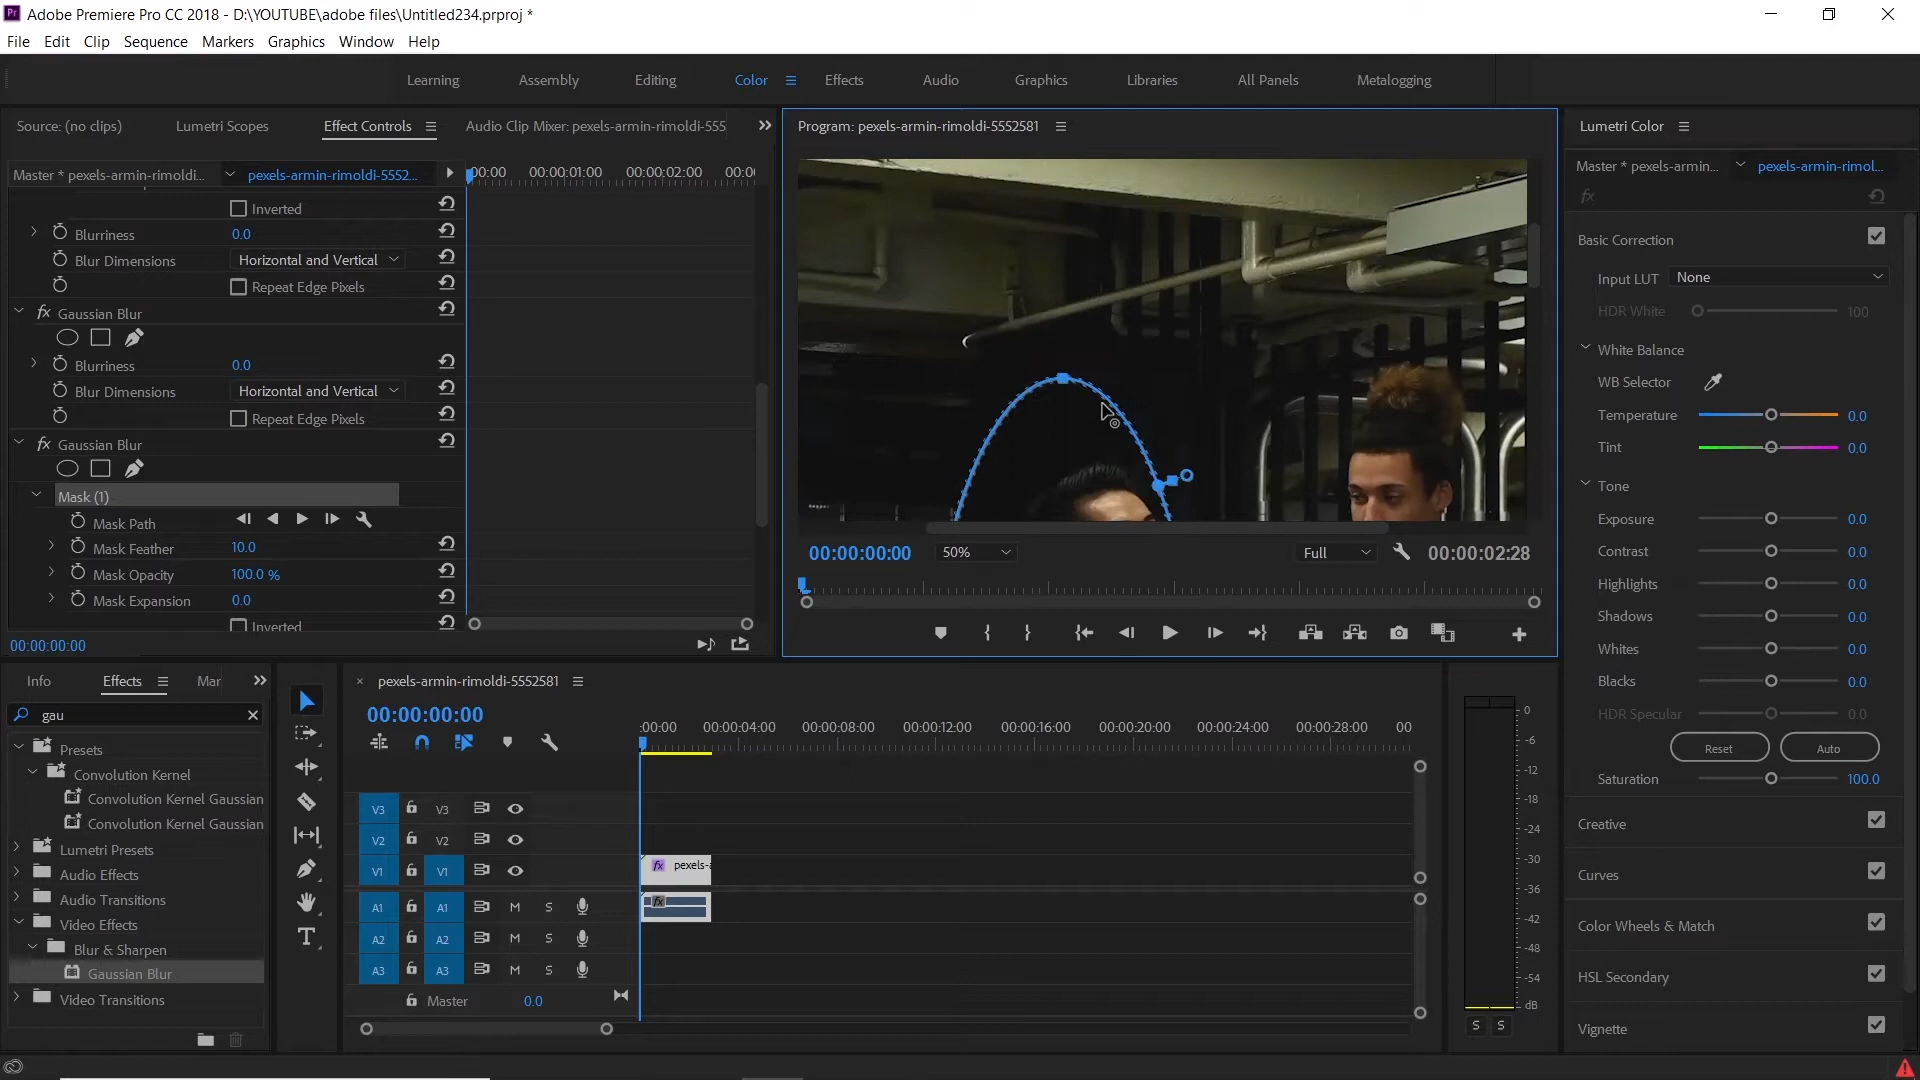 Adobe Premiere Pro CC 2018 - D:\YOUTUBE\adobe files\Untitled234.prproj *
File Edit Clip Sequence Markers Graphics Window Help
Learning Assembly Editing Color Effects Audio Graphics Libraries All Panels Metalogging
Source: (no clips) Lumetri Scopes Effect Controls Audio Clip Mixer: pexels-armin-rimoldi-555
Program: pexels-armin-rimoldi-5552581
Lumetri Color
Master * pexels-armin-rimoldi... pexels-armin-rimoldi-5552... 00:00 00:00:01:00 00:00:02:00 00:0
Master * pexels-armin... pexels-armin-rimol...
fx
Inverted
Blurriness 0.0
Blur Dimensions Horizontal and Vertical
Repeat Edge Pixels
fx Gaussian Blur
Blurriness 0.0
Blur Dimensions Horizontal and Vertical
Repeat Edge Pixels
fx Gaussian Blur
Mask (1)
Mask Path
Mask Feather 10.0
Mask Opacity 100.0 %
Mask Expansion 0.0
Inverted
00:00:00:00
00:00:00:00 50% Full 00:00:02:28
Basic Correction
Input LUT None
HDR White 100
White Balance
WB Selector
Temperature 0.0
Tint 0.0
Tone
Exposure 0.0
Contrast 0.0
Highlights 0.0
Shadows 0.0
Whites 0.0
Blacks 0.0
HDR Specular 0.0
Reset Auto
Saturation 100.0
Creative
Curves
Color Wheels & Match
HSL Secondary
Vignette
Info Effects Mar
gau
Presets
Convolution Kernel
Convolution Kernel Gaussian
Convolution Kernel Gaussian
Lumetri Presets
Audio Effects
Audio Transitions
Video Effects
Blur & Sharpen
Gaussian Blur
Video Transitions
pexels-armin-rimoldi-5552581
00:00:00:00
:00:00 00:00:04:00 00:00:08:00 00:00:12:00 00:00:16:00 00:00:20:00 00:00:24:00 00:00:28:00 00
V3 V3
V2 V2
V1 V1 fx pexels-a
A1 A1 M S fx
A2 A2 M S
A3 A3 M S
Master 0.0
0
-6
-12
-18
-24
-30
-36
-42
-48
-54
dB
S S